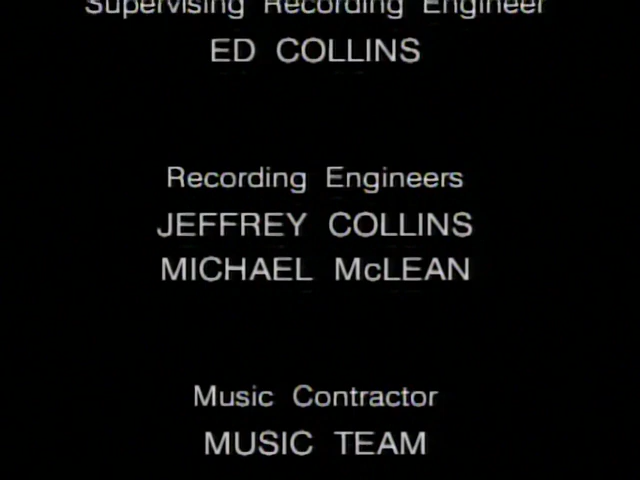 Supervising Recording Engineer
ED COLLINS
Recording Engineers
JEFFREY COLLINS
MICHAEL McLEAN
Music Contractor
MUSIC TEAM